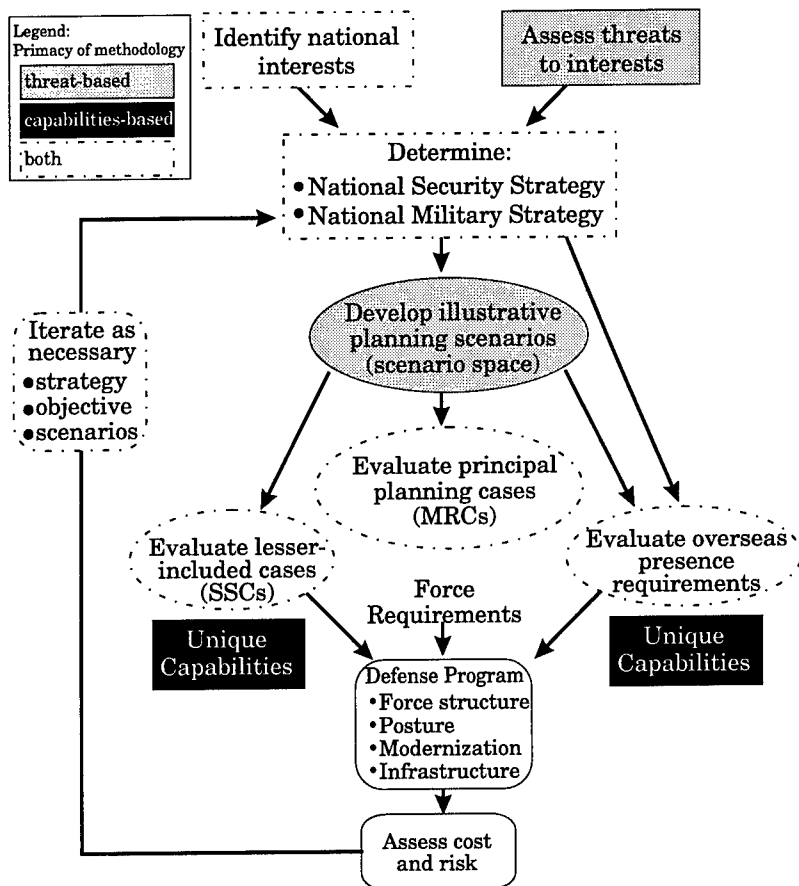 Legend:
Primacy of methodology
threat-based
capabilities-based
both
Identify national
interests
Assess threats
to interests
Determine:
• National Security Strategy
• National Military Strategy
Develop illustrative
planning scenarios
(scenario space)
Iterate as
necessary
•strategy
•objective
•scenarios
Evaluate principal
planning cases
(MRCs)
Evaluate lesser-
included cases
(SSCs)
Evaluate overseas
presence
requirements
Force
Requirements
Unique
Capabilities
Unique
Capabilities
Defense Program
•Force structure
•Posture
•Modernization
•Infrastructure
Assess cost
and risk